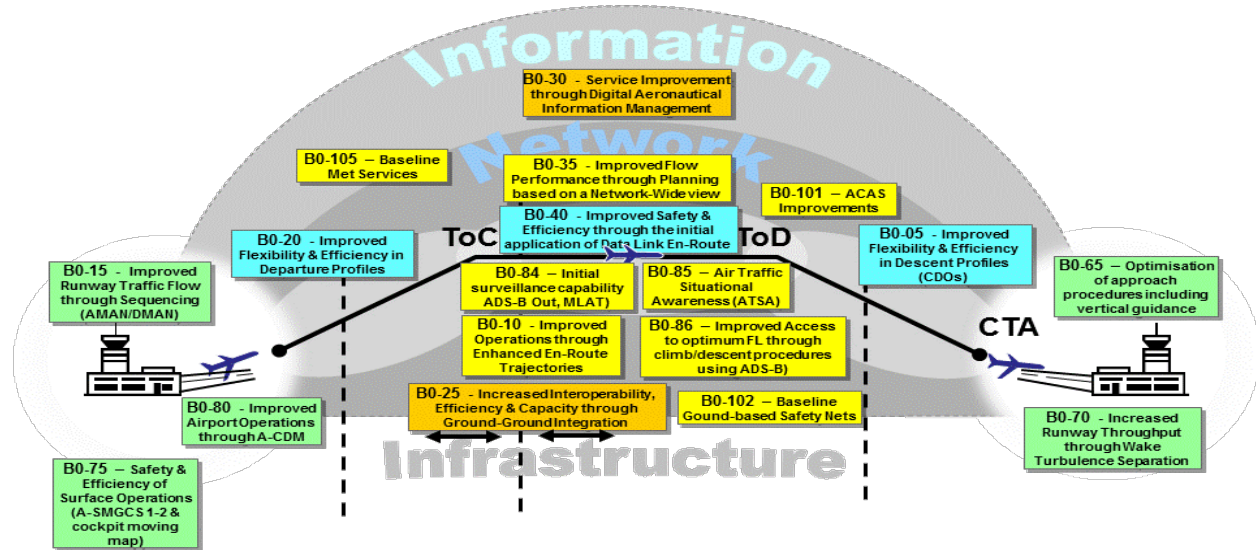 Information
B0-30 - Service Improvement
through Digital Aeronautical
Information Management
Network
B0-105 – Baseline
Met Services
B0-35 - Improved Flow
Performance through Planning
based on a Network-Wide view
B0-101 – ACAS
Improvements
B0-40 - Improved Safety &
Efficiency through the initial
application of Data Link En-Route
ToC
ToD
B0-20 - Improved
Flexibility & Efficiency in
Departure Profiles
B0-05 - Improved
Flexibility & Efficiency
in Descent Profiles
(CDOs)
B0-15 - Improved
Runway Traffic Flow
through Sequencing
(AMAN/DMAN)
B0-84 – Initial
surveillance capability
ADS-B Out, MLAT)
B0-85 – Air Traffic
Situational
Awareness (ATSA)
B0-65 - Optimisation
of approach
procedures including
vertical guidance
B0-10 - Improved
Operations through
Enhanced En-Route
Trajectories
B0-86 – Improved Access
to optimum FL through
climb/descent procedures
using ADS-B)
CTA
B0-25 - Increased Interoperability,
Efficiency & Capacity through
Ground-Ground Integration
B0-102 – Baseline
Gound-based Safety Nets
B0-80 - Improved
Airport Operations
through A-CDM
B0-70 - Increased
Runway Throughput
through Wake
Turbulence Separation
Infrastructure
B0-75 – Safety &
Efficiency of
Surface Operations
(A-SMGCS 1-2 &
cockpit moving
map)